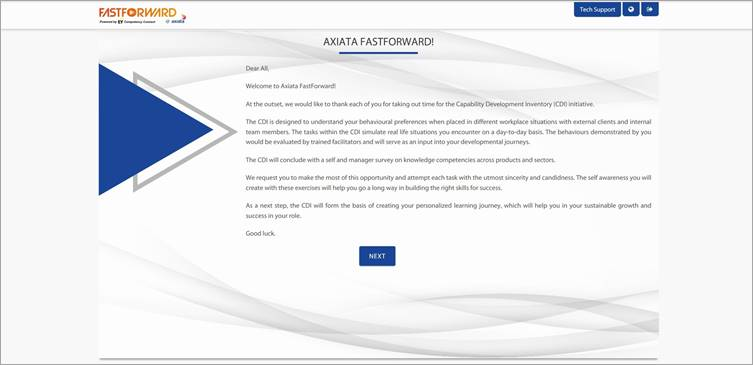 FASTFORWARD
Powered by EY Competency Connect
axiata
Tech Support
AXIATA FASTFORWARD!
Dear All,
Welcome to Axiata FastForward!
At the outset, we would like to thank each of you for taking out time for the Capability Development Inventory (CDI) initiative.
The CDI is designed to understand your behavioural preferences when placed in different workplace situations with external clients and internal
team members. The tasks within the CDI simulate real life situations you encounter on a day-to-day basis. The behaviours demonstrated by you
would be evaluated by trained facilitators and will serve as an input into your developmental journeys.
The CDI will conclude with a self and manager survey on knowledge competencies across products and sectors.
We request you to make the most of this opportunity and attempt each task with the utmost sincerity and candidness. The self awareness you will
create with these exercises will help you go a long way in building the right skills for success.
As a next step, the CDI will form the basis of creating your personalized learning journey, which will help you in your sustainable growth and
success in your role.
Good luck.
NEXT